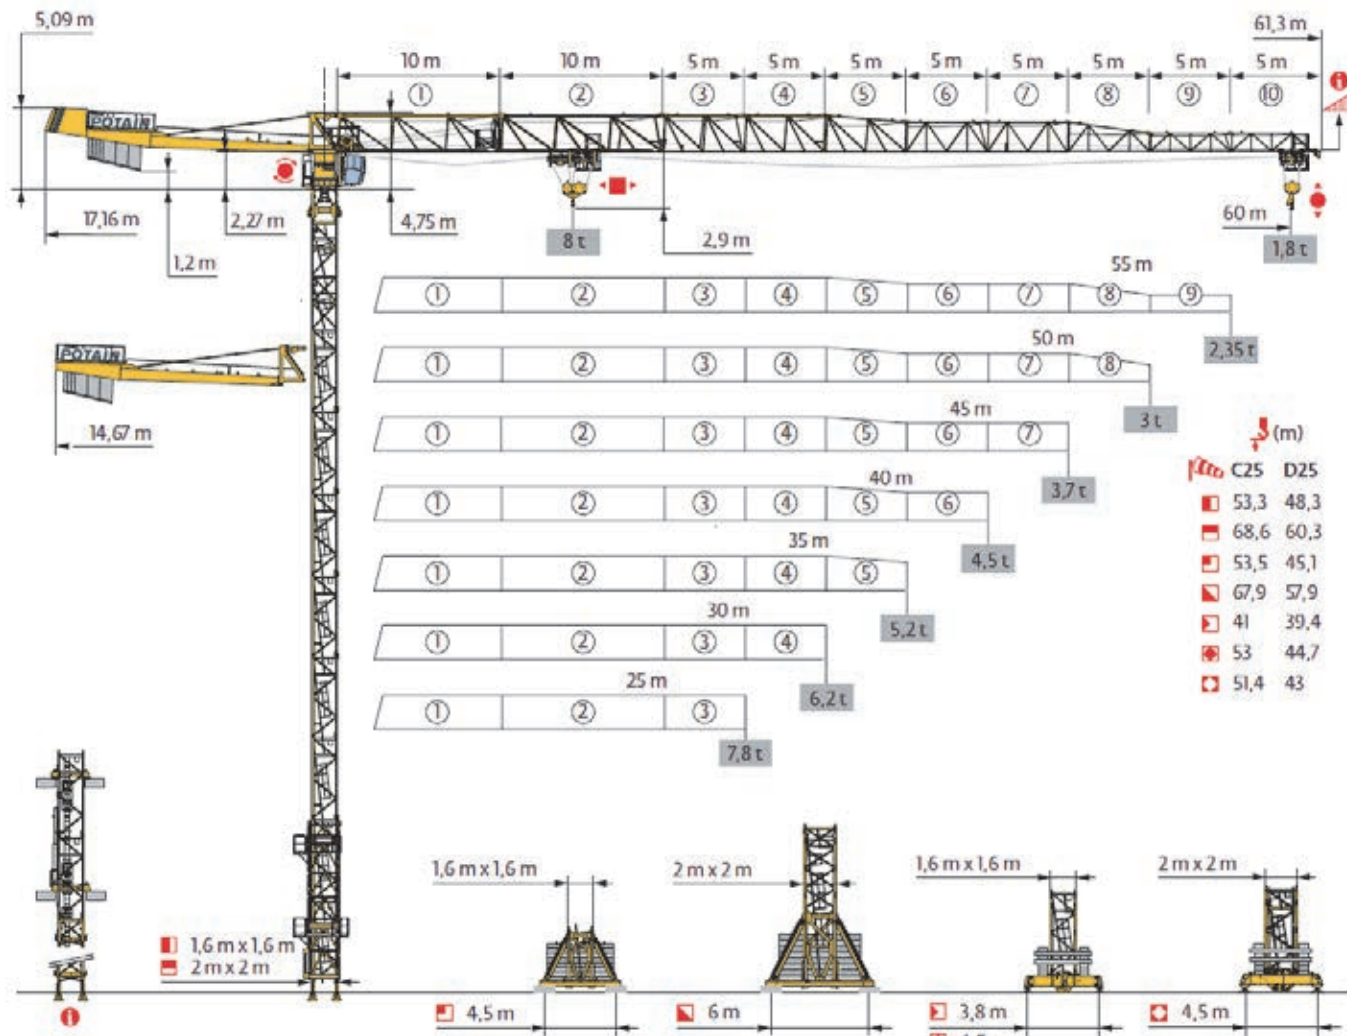 5,09 m
61,3 m
10 m 10 m 5 m 5 m 5 m 5 m 5 m 5 m 5 m 5 m
① ② ③ ④ ⑤ ⑥ ⑦ ⑧ ⑨ ⑩
i
POTAIN
17,16 m
2,27 m
4,75 m
60 m
8 t
2,9 m
1,8 t
1,2 m
55 m
① ② ③ ④ ⑤ ⑥ ⑦ ⑧ ⑨
2,35 t
50 m
POTAIN
① ② ③ ④ ⑤ ⑥ ⑦ ⑧
3 t
14,67 m
45 m
① ② ③ ④ ⑤ ⑥ ⑦
3,7 t
40 m
① ② ③ ④ ⑤ ⑥
4,5 t
35 m
① ② ③ ④ ⑤
5,2 t
30 m
① ② ③ ④
6,2 t
25 m
① ② ③
7,8 t
(m)
C25 D25
53,3 48,3
68,6 60,3
53,5 45,1
67,9 57,9
41 39,4
53 44,7
51,4 43
1,6 m x 1,6 m
2 m x 2 m
1,6 m x 1,6 m
2 m x 2 m
1,6 m x 1,6 m
2 m x 2 m
i
4,5 m
6 m
3,8 m
4,5 m